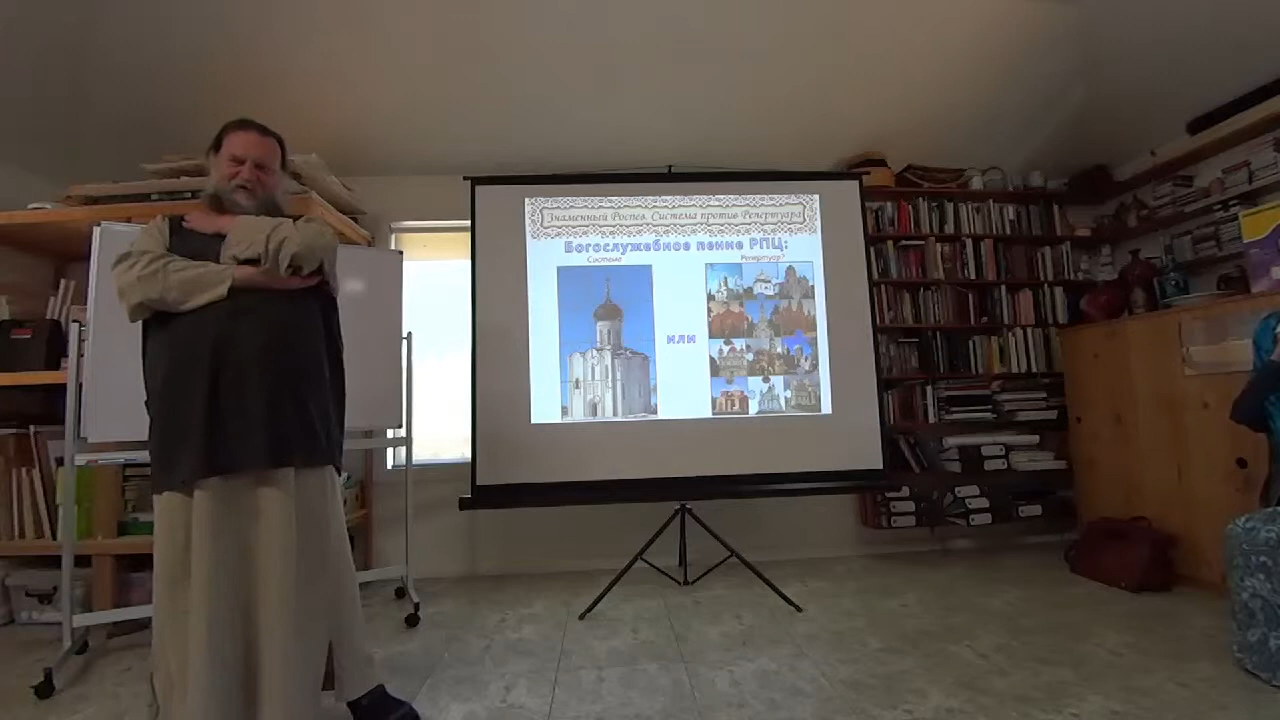 Знаменный Роспев. Система против Репертуара
Богослужебное пение РПЦ:
Система
Репертуар?
или